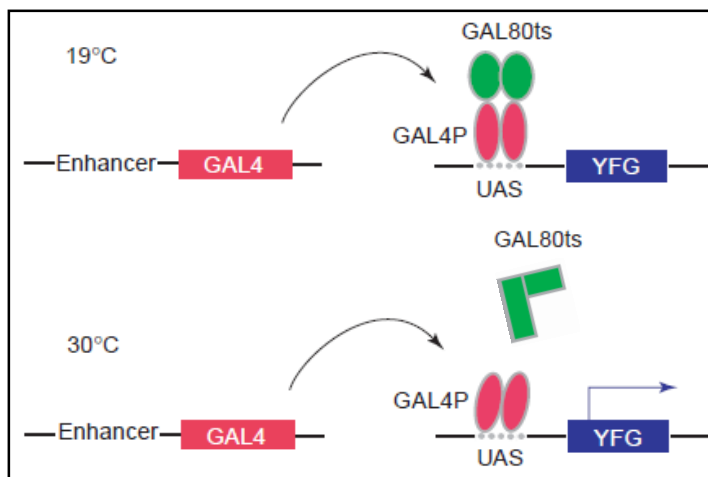 19°C
GAL80ts
GAL4P
Enhancer
GAL4
YFG
UAS
GAL80ts
30°C
GAL4P
Enhancer
GAL4
YFG
UAS